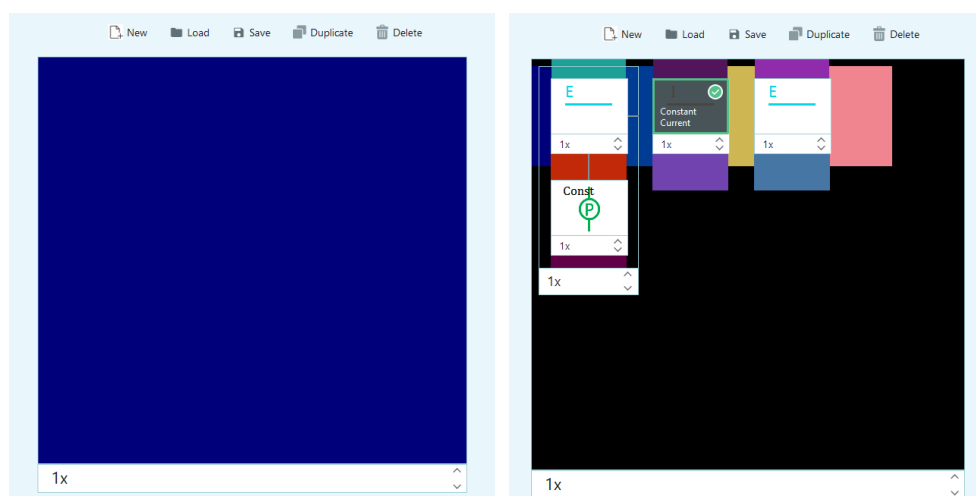 New Load Save Duplicate Delete
1x
New Load Save Duplicate Delete
E I E
Constant
Current
1x 1x 1x
Const
P
1x
1x
1x